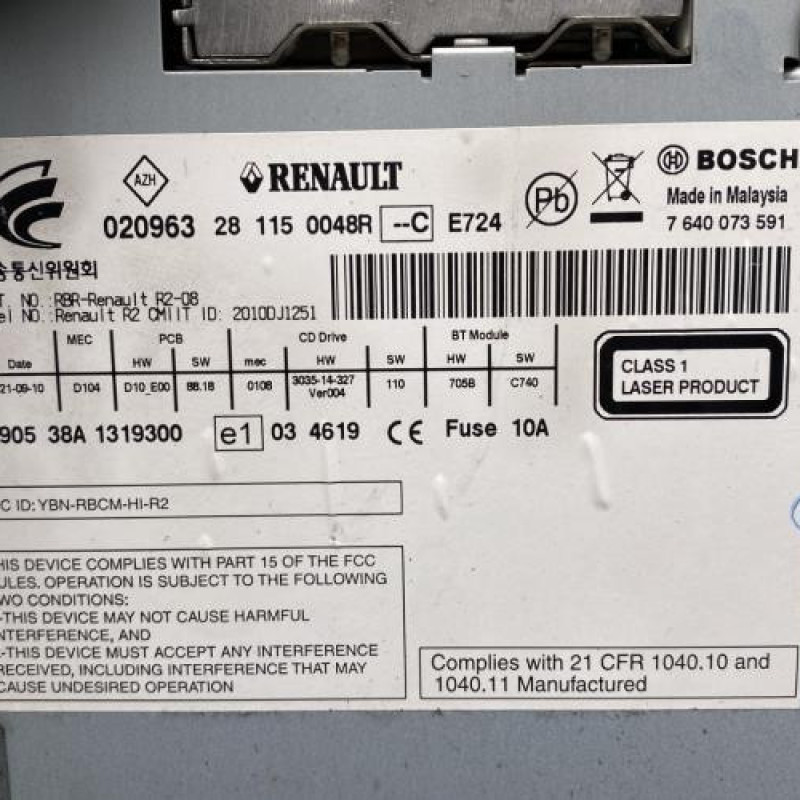 AZH RENAULT
BOSCH
Pb
Made in Malaysia
020963 28 115 0048R --C E724
7 640 073 591
통신위원회
NO.:RBR-Renault R2-08
NO.:Renault R2 CMIIT ID: 2010DJ1251
MEC PCB CD Drive BT Module
Date HW SW mec HW SW HW SW
21-09-10 D104 D10_E00 88.18 0108 3035-14-327 110 705B C740
Ver004
CLASS 1
LASER PRODUCT
905 38A 1319300 e1 03 4619 CE Fuse 10A
C ID: YBN-RBCM-HI-R2
HIS DEVICE COMPLIES WITH PART 15 OF THE FCC
ULES. OPERATION IS SUBJECT TO THE FOLLOWING
WO CONDITIONS:
-THIS DEVICE MAY NOT CAUSE HARMFUL
NTERFERENCE, AND
-THIS DEVICE MUST ACCEPT ANY INTERFERENCE
RECEIVED, INCLUDING INTERFERENCE THAT MAY
CAUSE UNDESIRED OPERATION
Complies with 21 CFR 1040.10 and
1040.11 Manufactured